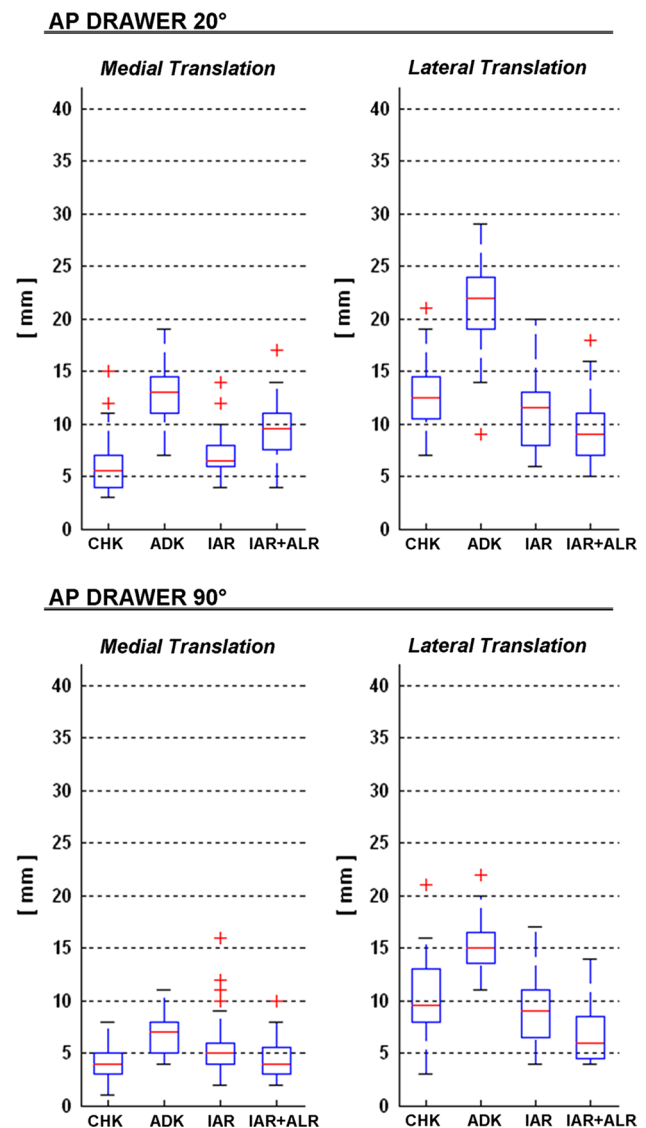 AP DRAWER 20°
Medial Translation
Lateral Translation
40
35
30
25
20
15
10
5
0
[ mm ]
CHK ADK IAR IAR+ALR
40
35
30
25
20
15
10
5
0
[ mm ]
CHK ADK IAR IAR+ALR
AP DRAWER 90°
Medial Translation
Lateral Translation
40
35
30
25
20
15
10
5
0
[ mm ]
CHK ADK IAR IAR+ALR
40
35
30
25
20
15
10
5
0
[ mm ]
CHK ADK IAR IAR+ALR